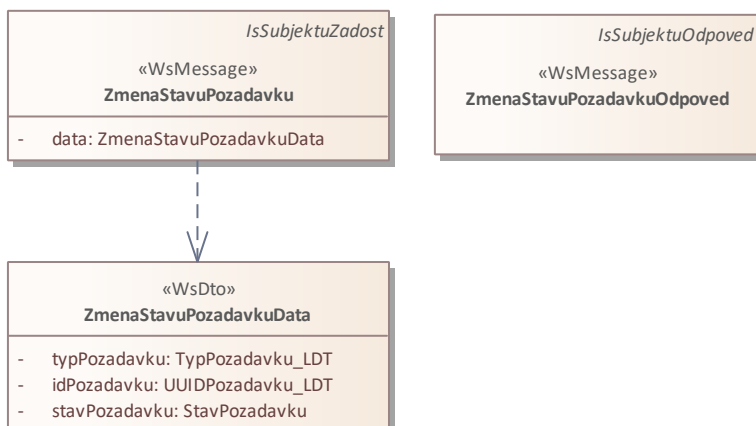 IsSubjektuZadost
«WsMessage»
ZmenaStavuPozadavku
- data: ZmenaStavuPozadavkuData
IsSubjektuOdpoved
«WsMessage»
ZmenaStavuPozadavkuOdpoved
«WsDto»
ZmenaStavuPozadavkuData
- typPozadavku: TypPozadavku_LDT
- idPozadavku: UUIDPozadavku_LDT
- stavPozadavku: StavPozadavku